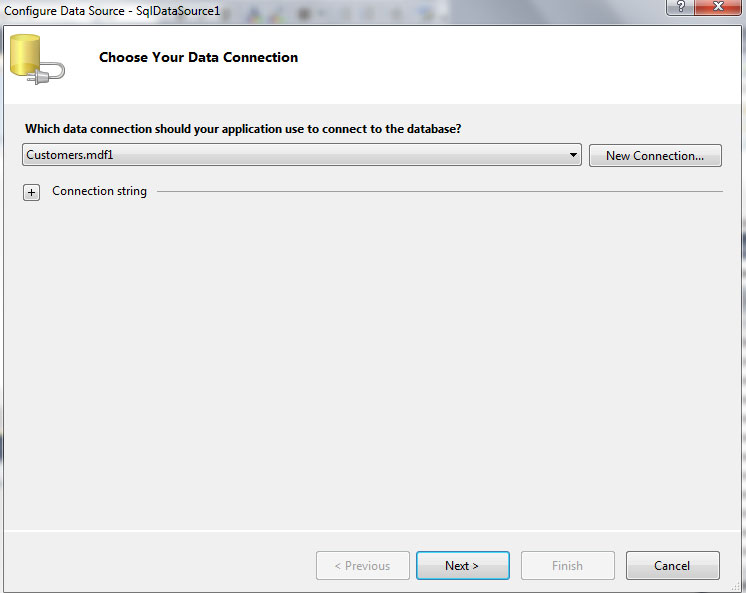 Configure Data Source - SqlDataSource1
?
Choose Your Data Connection
Which data connection should your application use to connect to the database?
Customers.mdf1
New Connection...
+ Connection string
< Previous
Next >
Finish
Cancel